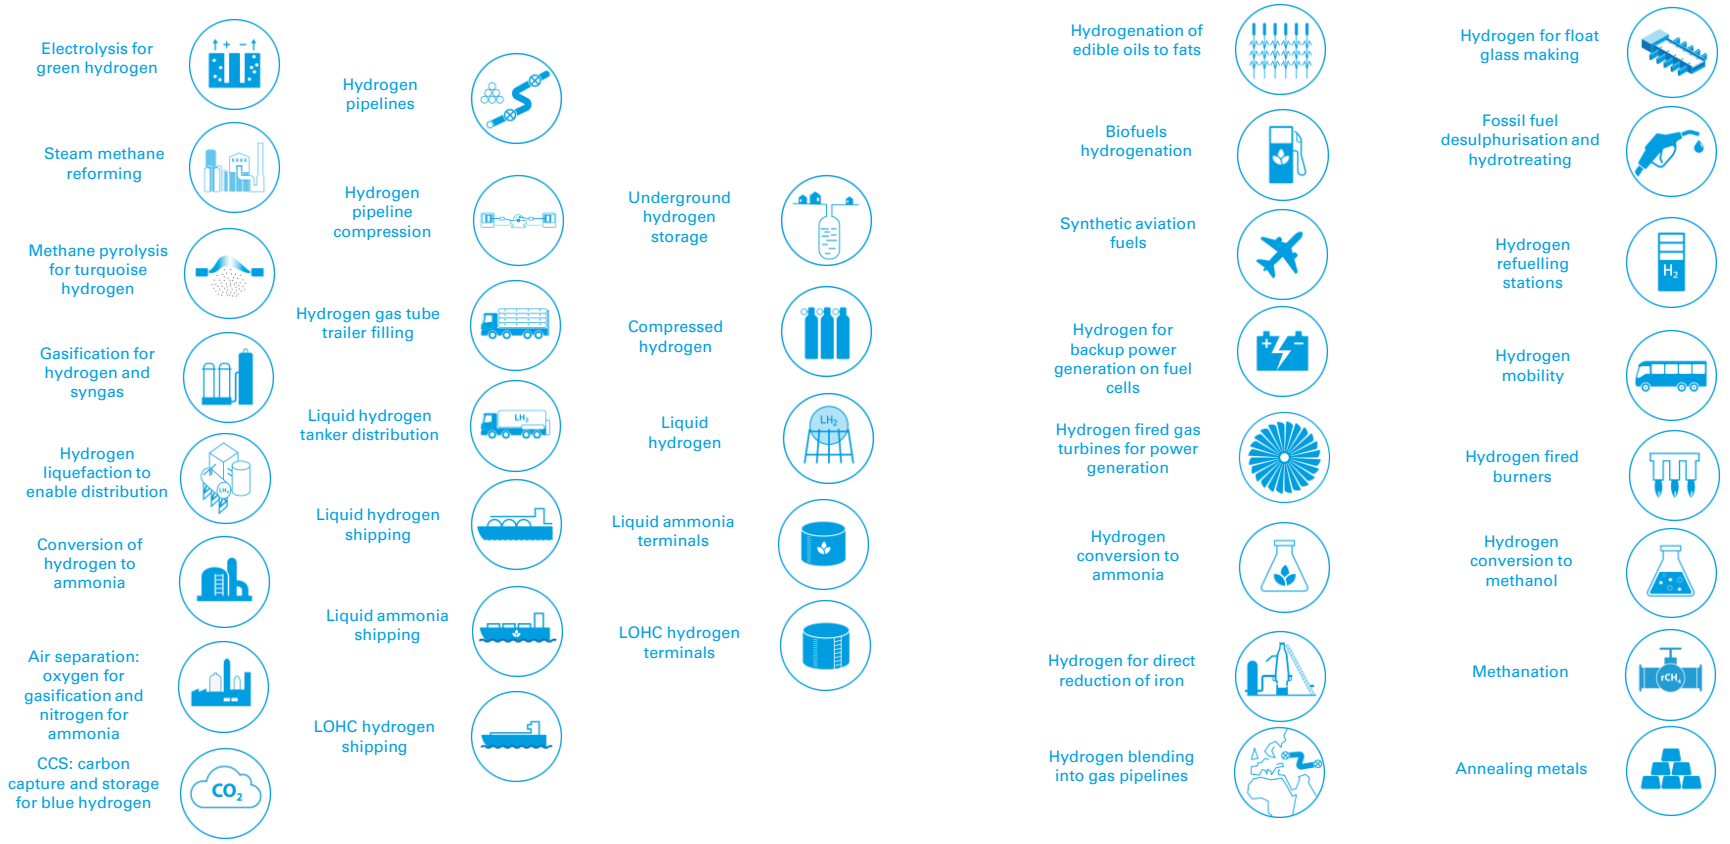 Electrolysis for
green hydrogen
Steam methane
reforming
Methane pyrolysis
for turquoise
hydrogen
Gasification for
hydrogen and
syngas
Hydrogen
liquefaction to
enable distribution
LH₂
Conversion of
hydrogen to
ammonia
Air separation:
oxygen for
gasification and
nitrogen for
ammonia
CCS: carbon
capture and storage
for blue hydrogen
CO₂
Hydrogen
pipelines
Hydrogen
pipeline
compression
Hydrogen gas tube
trailer filling
Liquid hydrogen
tanker distribution
LH₂
Liquid hydrogen
shipping
Liquid ammonia
shipping
LOHC hydrogen
shipping
Underground
hydrogen
storage
Compressed
hydrogen
Liquid
hydrogen
LH₂
Liquid ammonia
terminals
LOHC hydrogen
terminals
Hydrogenation of
edible oils to fats
Biofuels
hydrogenation
Synthetic aviation
fuels
Hydrogen for
backup power
generation on fuel
cells
Hydrogen fired gas
turbines for power
generation
Hydrogen
conversion to
ammonia
Hydrogen for direct
reduction of iron
Hydrogen blending
into gas pipelines
Hydrogen for float
glass making
Fossil fuel
desulphurisation and
hydrotreating
Hydrogen
refuelling
stations
H₂
Hydrogen
mobility
Hydrogen fired
burners
Hydrogen
conversion to
methanol
Methanation
rCH₄
Annealing metals